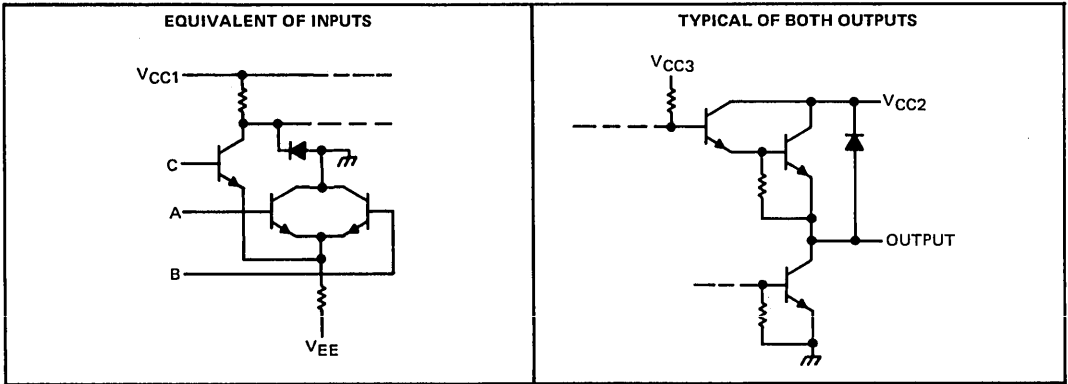 EQUIVALENT OF INPUTS
VCC1
C
A
B
VEE
TYPICAL OF BOTH OUTPUTS
VCC3
VCC2
OUTPUT